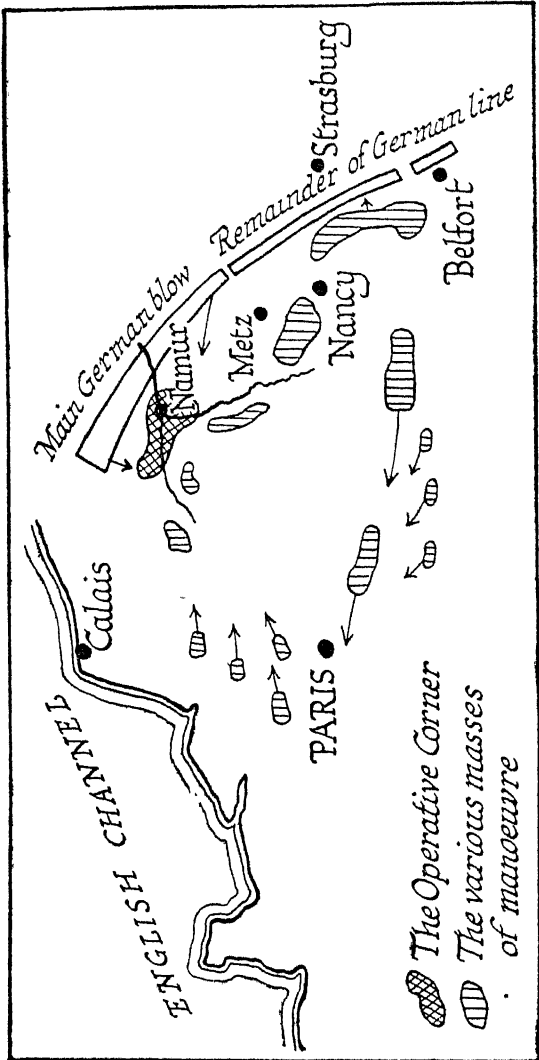 ENGLISH CHANNEL
Calais
Main German blow
Namur
Remainder of German line
Strasburg
Metz
Nancy
Belfort
PARIS
The Operative Corner
The various masses
of manoeuvre